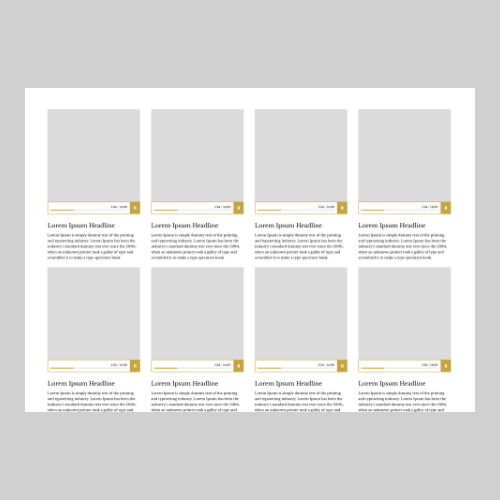 Lorem Ipsum Headline
Lorem Ipsum is simply dummy text of the printing
and typesetting industry. Lorem Ipsum has been the
industry's standard dummy text ever since the 1500s,
when an unknown printer took a galley of type and
scrambled it to make a type specimen book.
Lorem Ipsum Headline
Lorem Ipsum is simply dummy text of the printing
and typesetting industry. Lorem Ipsum has been the
industry's standard dummy text ever since the 1500s,
when an unknown printer took a galley of type and
scrambled it to make a type specimen book.
Lorem Ipsum Headline
Lorem Ipsum is simply dummy text of the printing
and typesetting industry. Lorem Ipsum has been the
industry's standard dummy text ever since the 1500s,
when an unknown printer took a galley of type and
scrambled it to make a type specimen book.
Lorem Ipsum Headline
Lorem Ipsum is simply dummy text of the printing
and typesetting industry. Lorem Ipsum has been the
industry's standard dummy text ever since the 1500s,
when an unknown printer took a galley of type and
scrambled it to make a type specimen book.
Lorem Ipsum Headline
Lorem Ipsum is simply dummy text of the printing
and typesetting industry. Lorem Ipsum has been the
industry's standard dummy text ever since the 1500s,
when an unknown printer took a galley of type and
Lorem Ipsum Headline
Lorem Ipsum is simply dummy text of the printing
and typesetting industry. Lorem Ipsum has been the
industry's standard dummy text ever since the 1500s,
when an unknown printer took a galley of type and
Lorem Ipsum Headline
Lorem Ipsum is simply dummy text of the printing
and typesetting industry. Lorem Ipsum has been the
industry's standard dummy text ever since the 1500s,
when an unknown printer took a galley of type and
Lorem Ipsum Headline
Lorem Ipsum is simply dummy text of the printing
and typesetting industry. Lorem Ipsum has been the
industry's standard dummy text ever since the 1500s,
when an unknown printer took a galley of type and